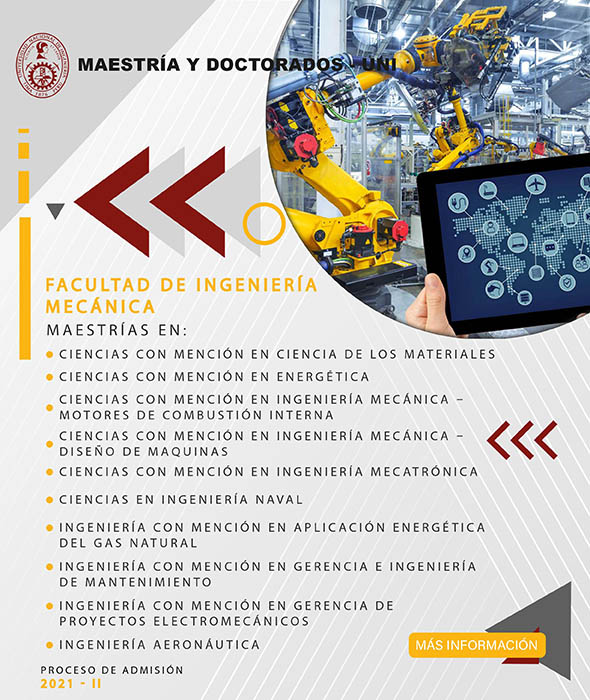 MAESTRÍA Y DOCTORADOS - UNI
FACULTAD DE INGENIERÍA
MECÁNICA
MAESTRÍAS EN:
CIENCIAS CON MENCIÓN EN CIENCIA DE LOS MATERIALES
CIENCIAS CON MENCIÓN EN ENERGÉTICA
CIENCIAS CON MENCIÓN EN INGENIERÍA MECÁNICA –
MOTORES DE COMBUSTIÓN INTERNA
CIENCIAS CON MENCIÓN EN INGENIERÍA MECÁNICA –
DISEÑO DE MAQUINAS
CIENCIAS CON MENCIÓN EN INGENIERÍA MECATRÓNICA
CIENCIAS EN INGENIERÍA NAVAL
INGENIERÍA CON MENCIÓN EN APLICACIÓN ENERGÉTICA
DEL GAS NATURAL
INGENIERÍA CON MENCIÓN EN GERENCIA E INGENIERÍA
DE MANTENIMIENTO
INGENIERÍA CON MENCIÓN EN GERENCIA DE
PROYECTOS ELECTROMECÁNICOS
INGENIERÍA AERONÁUTICA
MÁS INFORMACIÓN
PROCESO DE ADMISIÓN
2021 - II